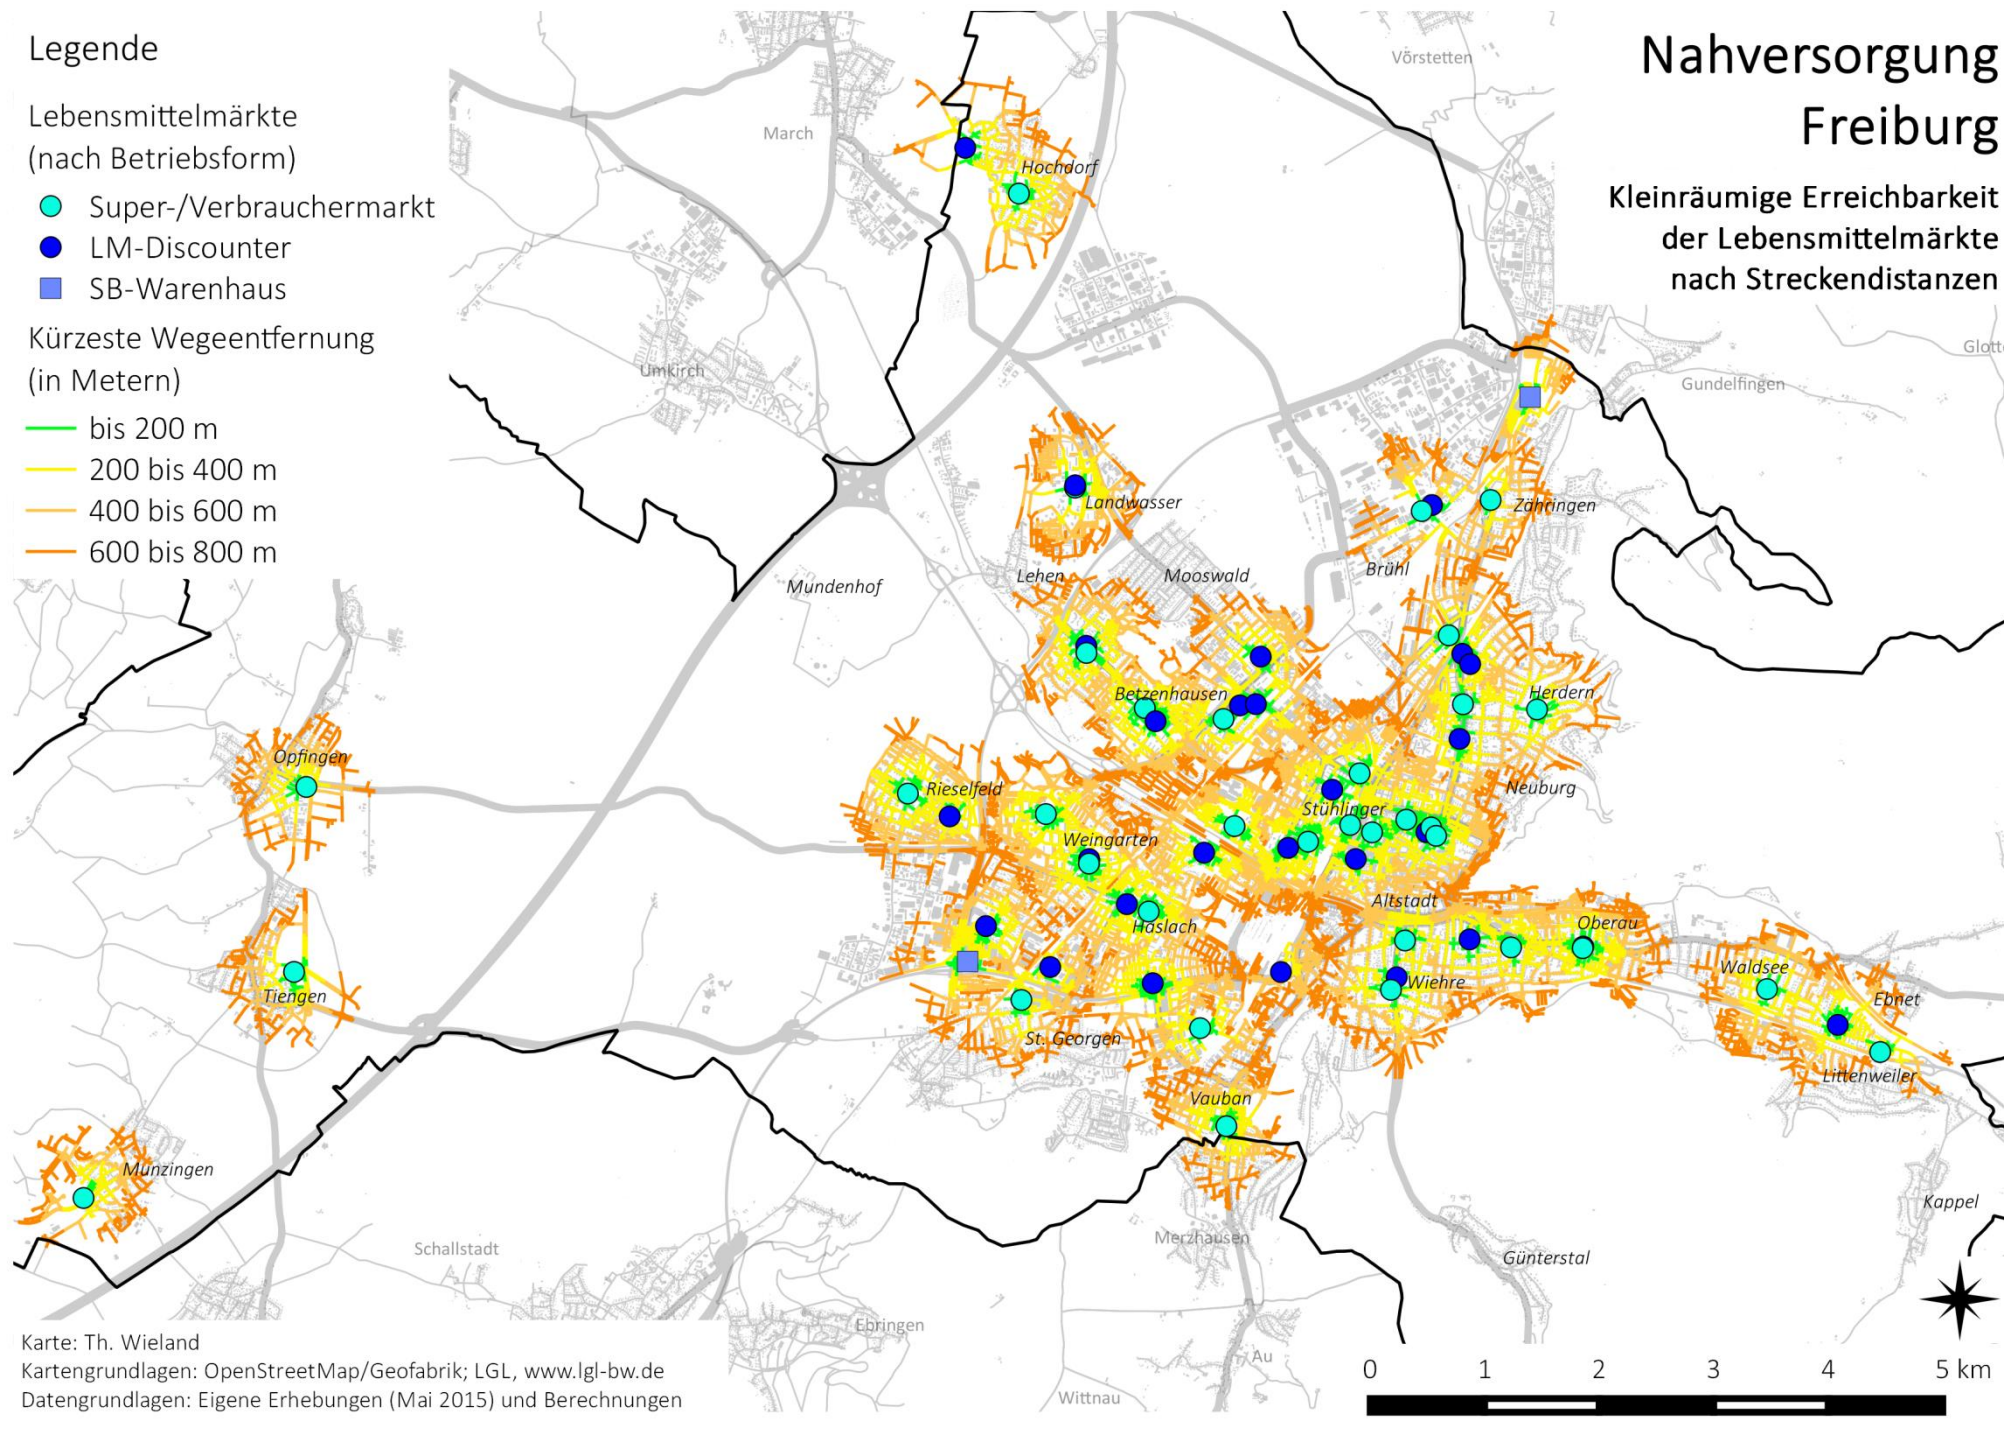 Legende
Lebensmittelmärkte
(nach Betriebsform)
Super-/Verbrauchermarkt
LM-Discounter
SB-Warenhaus
Kürzeste Wegeentfernung
(in Metern)
bis 200 m
200 bis 400 m
400 bis 600 m
600 bis 800 m
Nahversorgung
Freiburg
Kleinräumige Erreichbarkeit
der Lebensmittelmärkte
nach Streckendistanzen
Vörstetten
March
Hochdorf
Glott
Umkirch
Gundelfingen
Landwasser
Zähringen
Brühl
Lehen
Mooswald
Mundenhof
Betzenhausen
Herdern
Opfingen
Rieselfeld
Neuburg
Stühlinger
Weingarten
Altstadt
Haslach
Oberau
Waldsee
Wiehre
Ebnet
Tiengen
St. Georgen
Littenweiler
Vauban
Munzingen
Kappel
Merzhausen
Schallstadt
Günterstal
Ebringen
Au
Wittnau
Karte: Th. Wieland
Kartengrundlagen: OpenStreetMap/Geofabrik; LGL, www.lgl-bw.de
Datengrundlagen: Eigene Erhebungen (Mai 2015) und Berechnungen
0 1 2 3 4 5 km